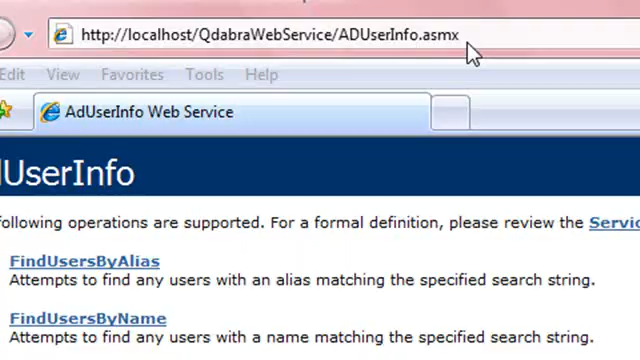 http://localhost/QdabraWebService/ADUserInfo.asmx
Edit View Favorites Tools Help
AdUserInfo Web Service
dUserInfo
following operations are supported. For a formal definition, please review the Servic
FindUsersByAlias
Attempts to find any users with an alias matching the specified search string.
FindUsersByName
Attempts to find any users with a name matching the specified search string.